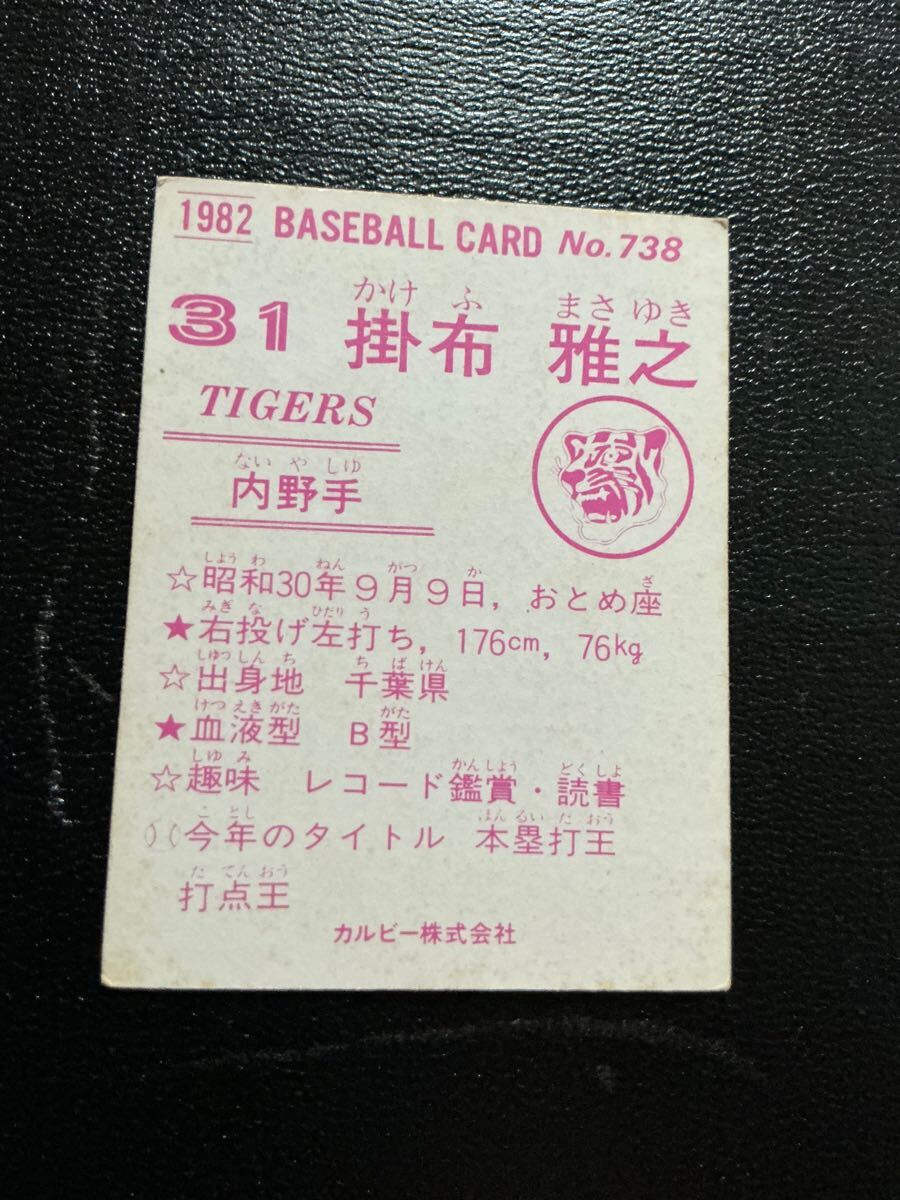 1982 BASEBALL CARD No.738
かけ ふ まさ ゆき
31 掛布 雅之
TIGERS
ない や しゆ
内野手
しよう わ ねん がつ か ざ
☆昭和30年9月9日, おとめ座
みぎ な ひだり う
★右投げ左打ち, 176cm, 76kg
しゆつ しん ち ち ば けん
☆出身地 千葉県
けつ えき がた がた
★血液型 B型
しゆ み かん しよう どく しよ
☆趣味 レコード鑑賞・読書
こ とし ほん るい だ おう
今年のタイトル 本塁打王
だ てん おう
打点王
カルビー株式会社